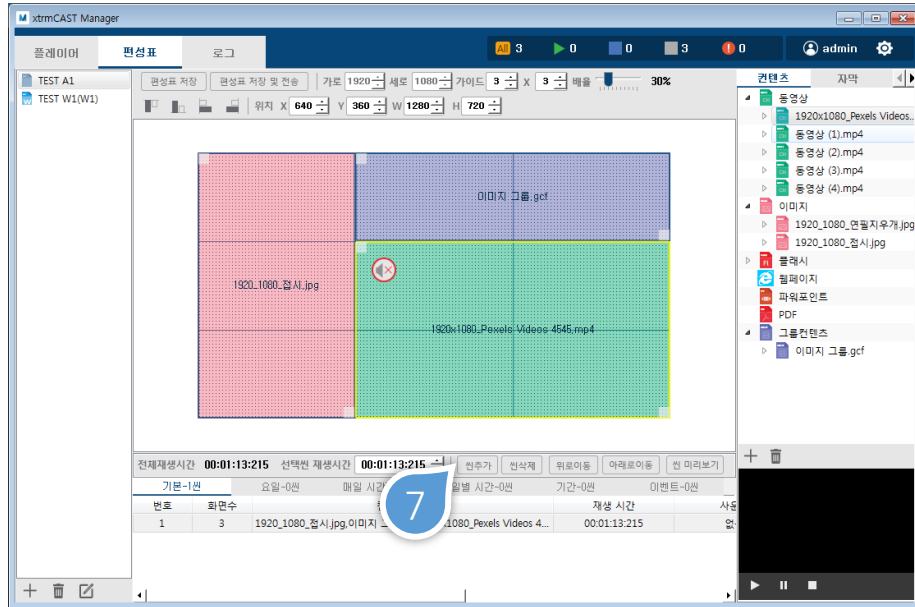 xtrmCAST Manager
플레이어 편성표 로그 All 3 0 0 3 0 admin
TEST A1
TEST W1(W1)
편성표 저장 편성표 저장 및 전송 가로 1920 세로 1080 가이드 3 x 3 배율 30%
위치 X 640 Y 360 W 1280 H 720
이미지 그룹.gcf
1920_1080_접시.jpg
1920x1080_Pexels Videos 4545.mp4
컨텐츠 자막
동영상
1920x1080_Pexels Videos..
동영상 (1).mp4
동영상 (2).mp4
동영상 (3).mp4
동영상 (4).mp4
이미지
1920_1080_연필지우개.jpg
1920_1080_접시.jpg
플래시
웹페이지
파워포인트
PDF
그룹컨텐츠
이미지 그룹.gcf
전체재생시간 00:01:13:215 선택씬 재생시간 00:01:13:215 씬추가 씬삭제 위로이동 아래로이동 씬 미리보기
7
기본-1씬 요일-0씬 매일 시간 일별 시간-0씬 기간-0씬 이벤트-0씬
번호 화면수 재생 시간 사용
1 3 1920_1080_접시.jpg,이미지 1080_Pexels Videos 4... 00:01:13:215 없